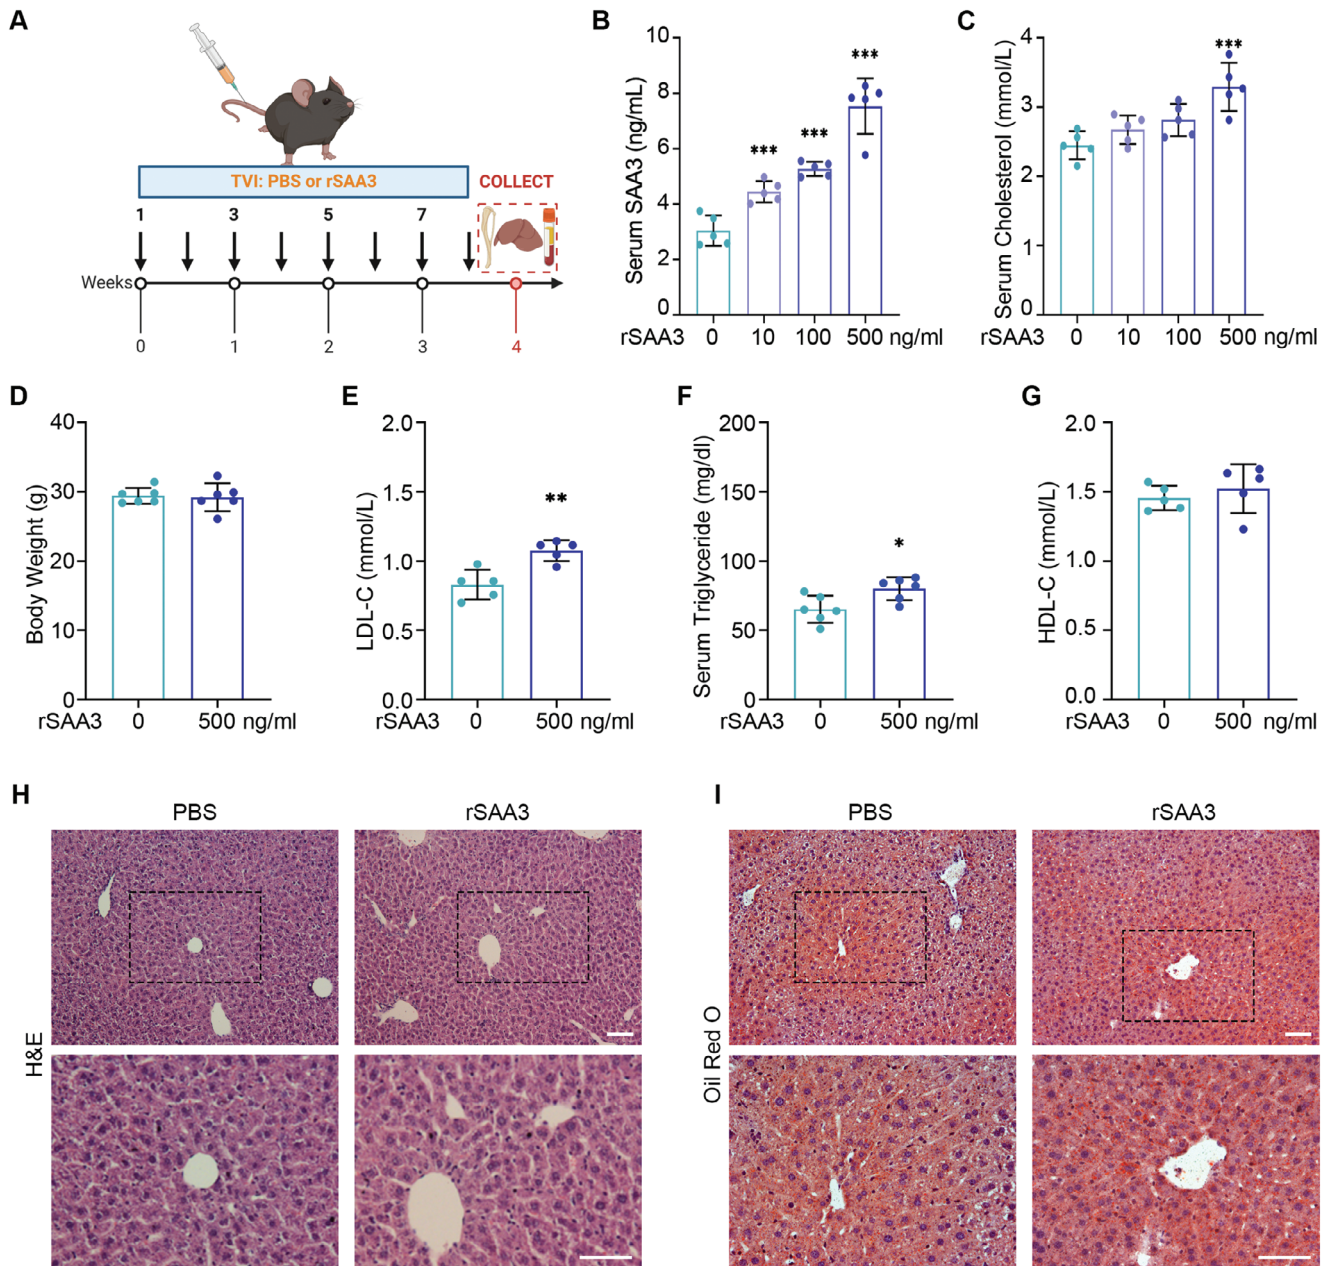 A
TVI: PBS or rSAA3
COLLECT
1 3 5 7
Weeks
0 1 2 3 4
B
Serum SAA3 (ng/mL)
10
8
6
4
2
0
***
***
***
rSAA3 0 10 100 500 ng/ml
C
Serum Cholesterol (mmol/L)
4
3
2
1
0
***
rSAA3 0 10 100 500 ng/ml
D
Body Weight (g)
40
30
20
10
0
rSAA3 0 500 ng/ml
E
LDL-C (mmol/L)
2.0
1.5
1.0
0.5
0.0
**
rSAA3 0 500 ng/ml
F
Serum Triglyceride (mg/dl)
200
150
100
50
0
*
rSAA3 0 500 ng/ml
G
HDL-C (mmol/L)
2.0
1.5
1.0
0.5
0.0
rSAA3 0 500 ng/ml
H
PBS rSAA3
H&E
I
PBS rSAA3
Oil Red O